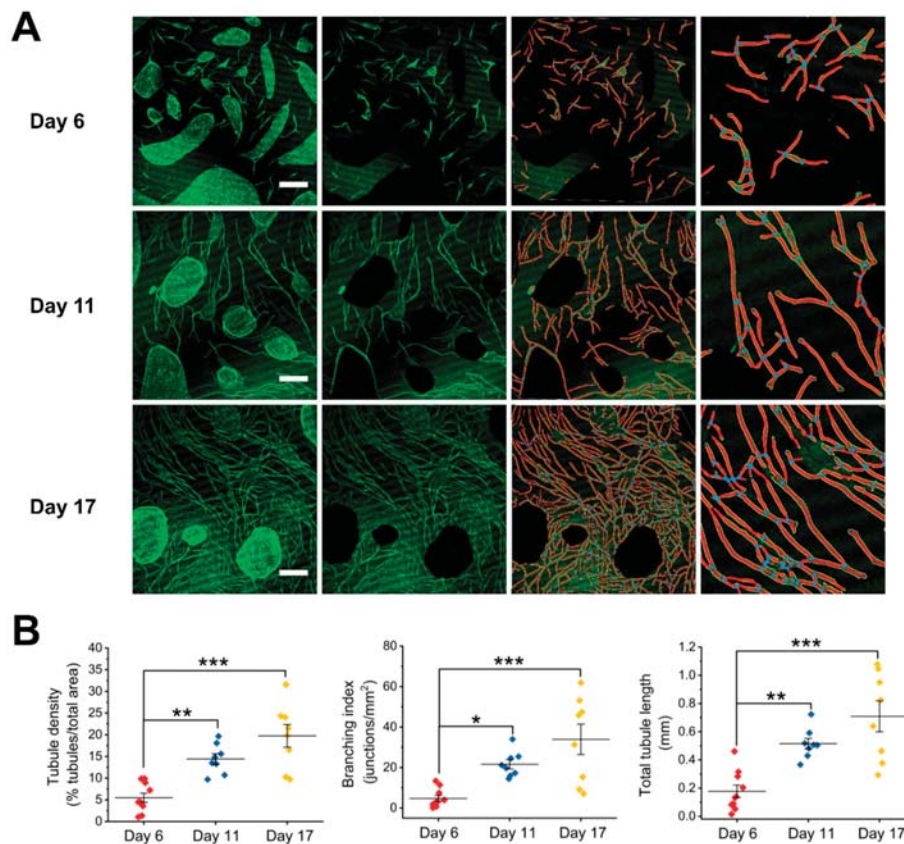 A
Day 6
Day 11
Day 17
B
Tubule density
(% tubules/total area)
40
35
30
25
20
15
10
5
0
***
**
Day 6 Day 11 Day 17
Branching index
(junctions/mm²)
80
60
40
20
0
***
*
Day 6 Day 11 Day 17
Total tubule length
(mm)
1.2
1.0
0.8
0.6
0.4
0.2
0.0
***
**
Day 6 Day 11 Day 17